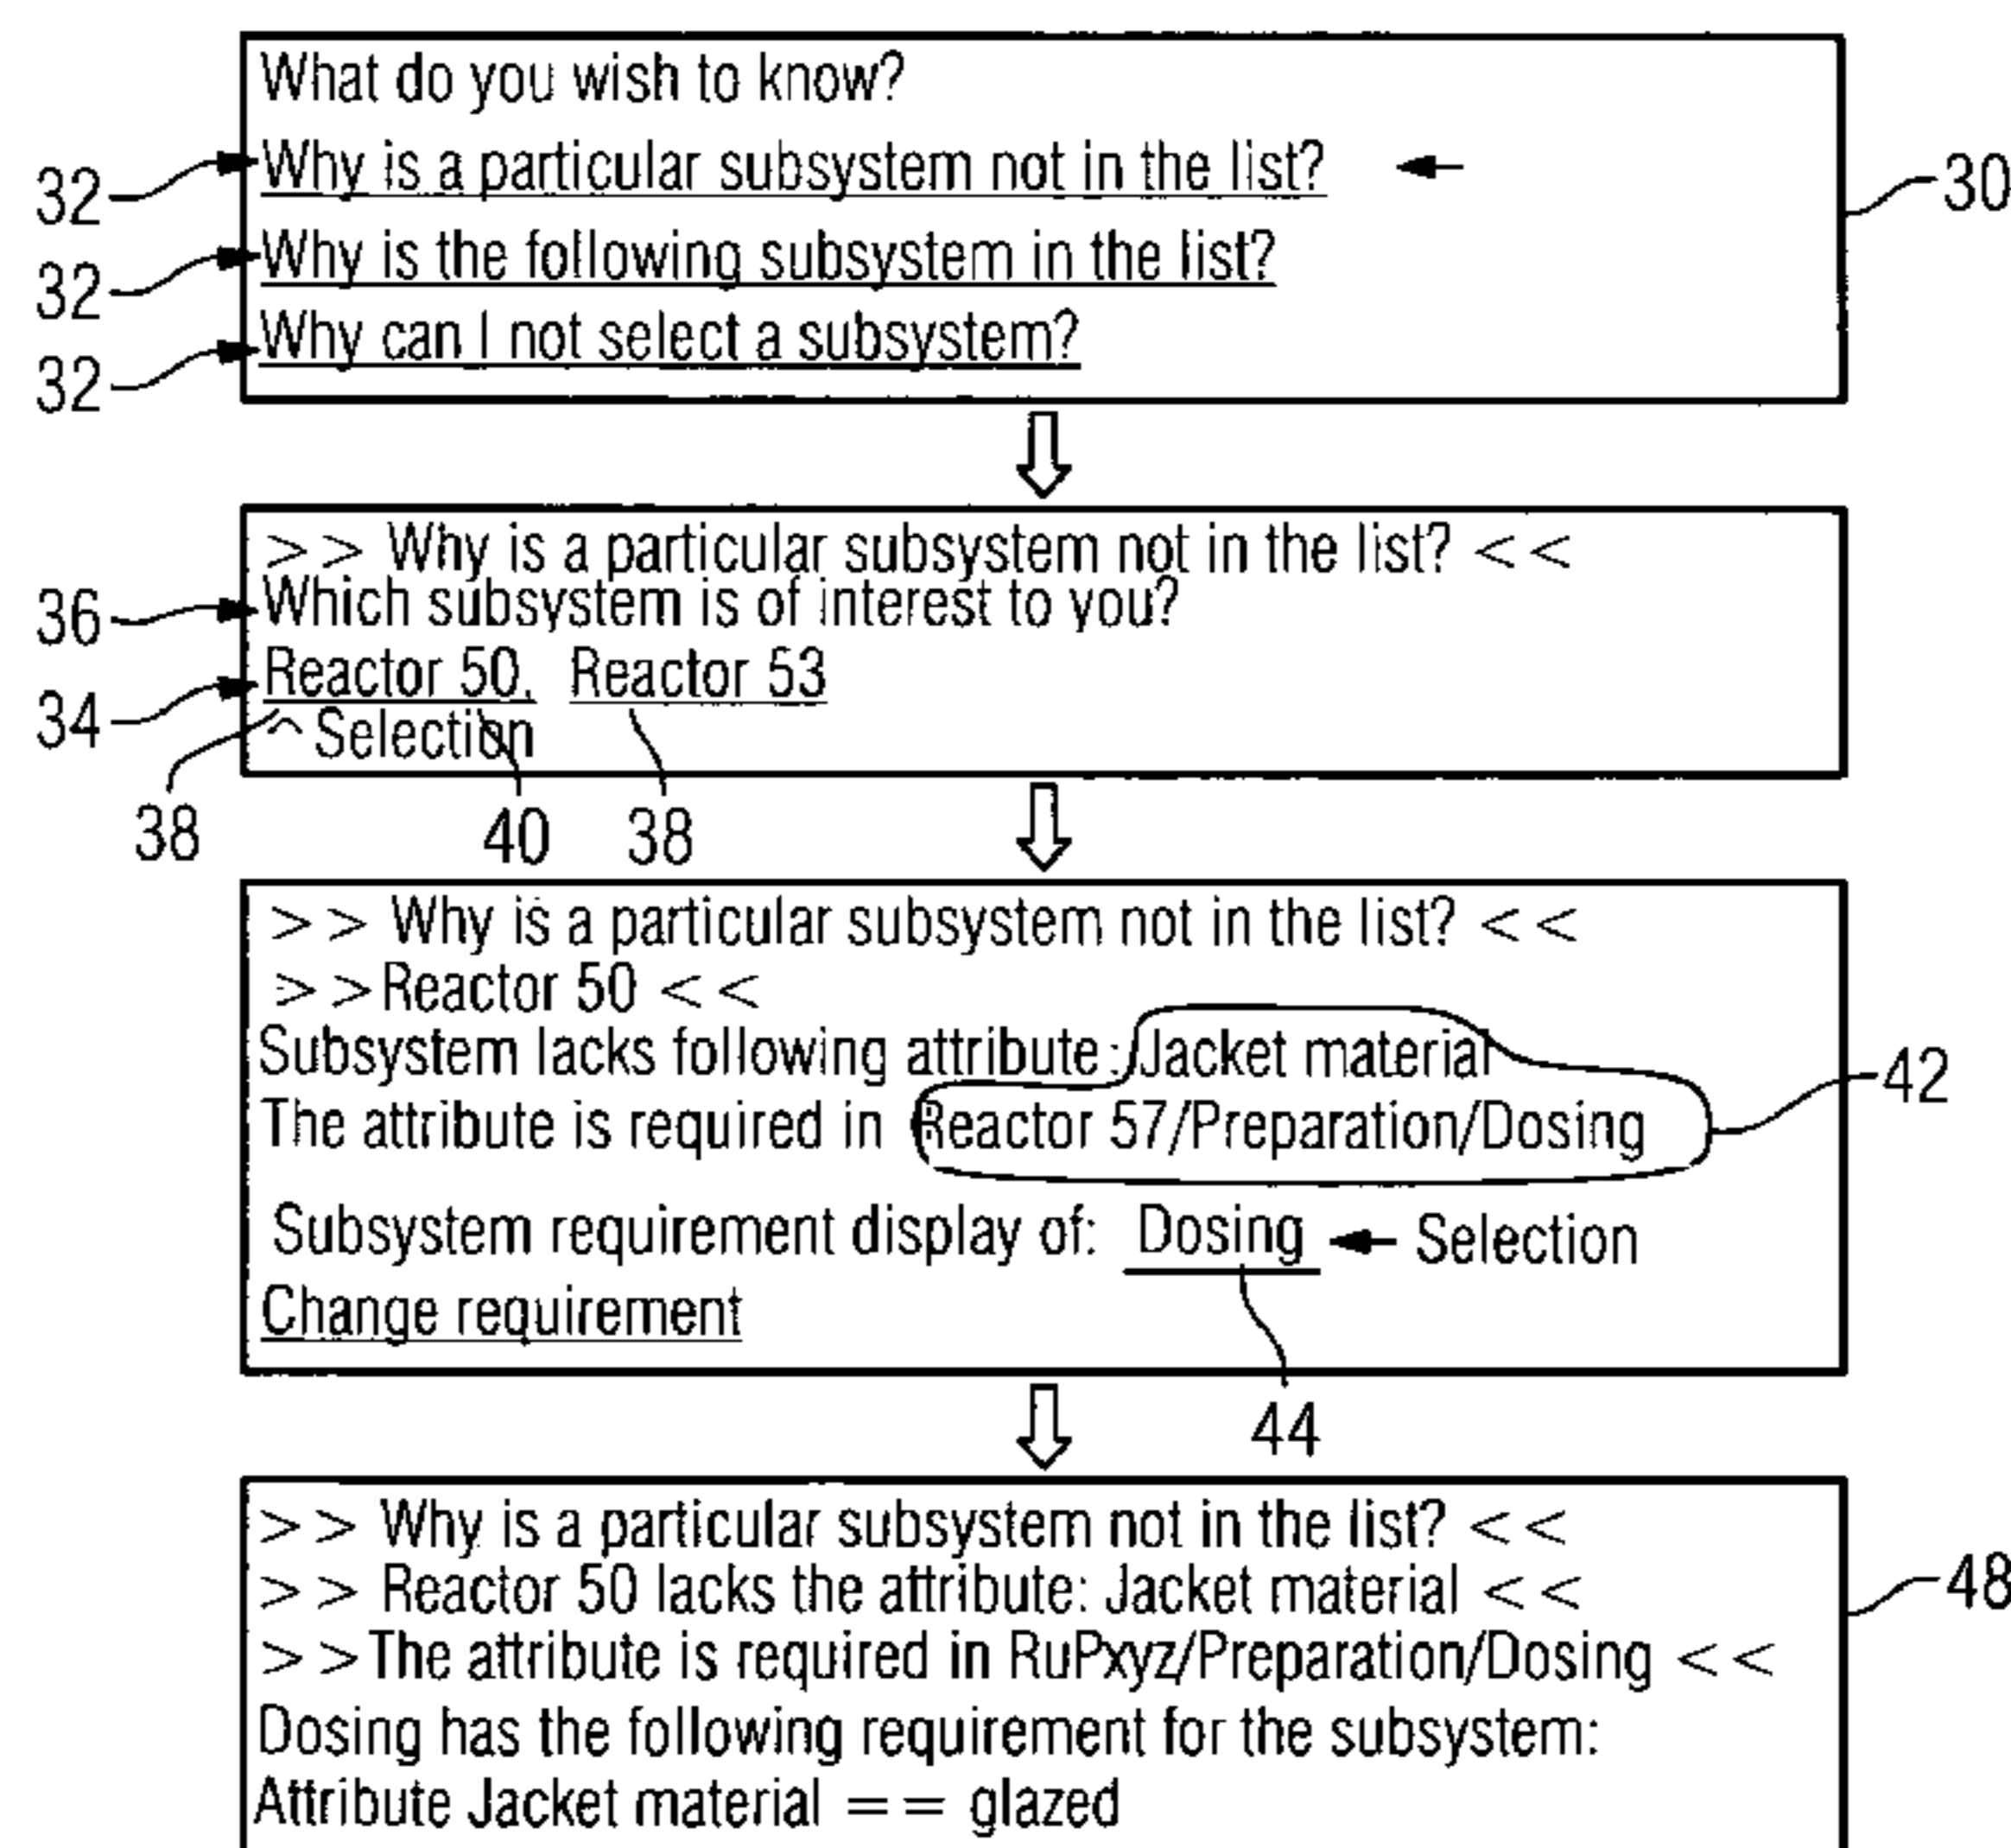 What do you wish to know?
32 Why is a particular subsystem not in the list? 30
32 Why is the following subsystem in the list?
32 Why can I not select a subsystem?
>> Why is a particular subsystem not in the list? <<
36 Which subsystem is of interest to you?
34 Reactor 50, Reactor 53
^ Selection
38 40 38
>> Why is a particular subsystem not in the list? <<
>> Reactor 50 <<
Subsystem lacks following attribute: Jacket material
42
The attribute is required in Reactor 57/Preparation/Dosing
Subsystem requirement display of: Dosing Selection
Change requirement
44
>> Why is a particular subsystem not in the list? <<
>> Reactor 50 lacks the attribute: Jacket material << 48
>> The attribute is required in RuPxyz/Preparation/Dosing <<
Dosing has the following requirement for the subsystem:
Attribute Jacket material == glazed